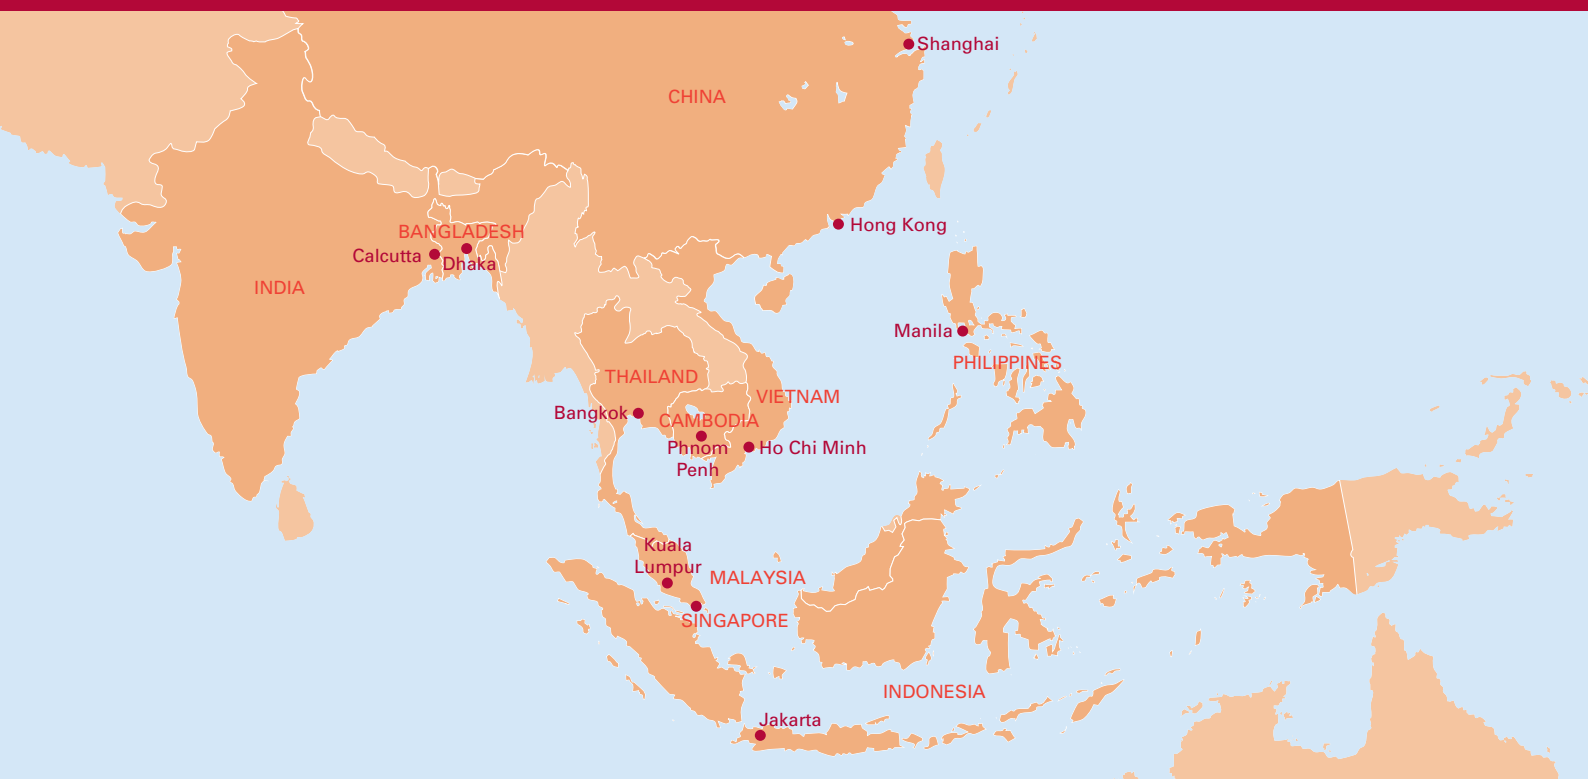 Shanghai
CHINA
Hong Kong
BANGLADESH
Calcutta
Dhaka
INDIA
Manila
PHILIPPINES
THAILAND
VIETNAM
Bangkok
CAMBODIA
Phnom
Penh
Ho Chi Minh
Kuala
Lumpur
MALAYSIA
SINGAPORE
INDONESIA
Jakarta